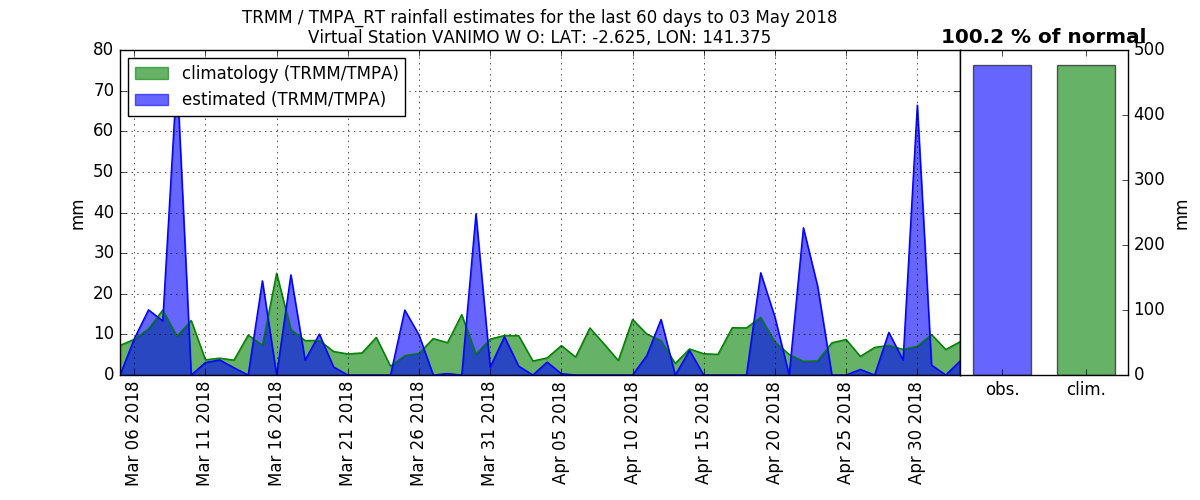 TRMM / TMPA_RT rainfall estimates for the last 60 days to 03 May 2018
Virtual Station VANIMO W O: LAT: -2.625, LON: 141.375
100.2 % of normal
climatology (TRMM/TMPA)
estimated (TRMM/TMPA)
mm
80
70
60
50
40
30
20
10
0
Mar 06 2018
Mar 11 2018
Mar 16 2018
Mar 21 2018
Mar 26 2018
Mar 31 2018
Apr 05 2018
Apr 10 2018
Apr 15 2018
Apr 20 2018
Apr 25 2018
Apr 30 2018
500
400
300
200
100
0
mm
obs.
clim.